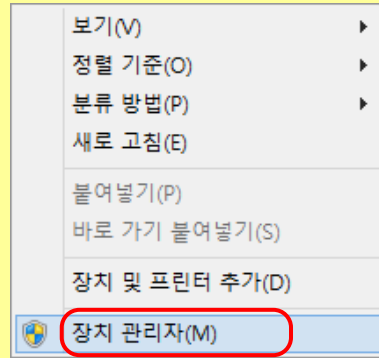 보기(V)
정렬 기준(O)
분류 방법(P)
새로 고침(E)
붙여넣기(P)
바로 가기 붙여넣기(S)
장치 및 프린터 추가(D)
장치 관리자(M)